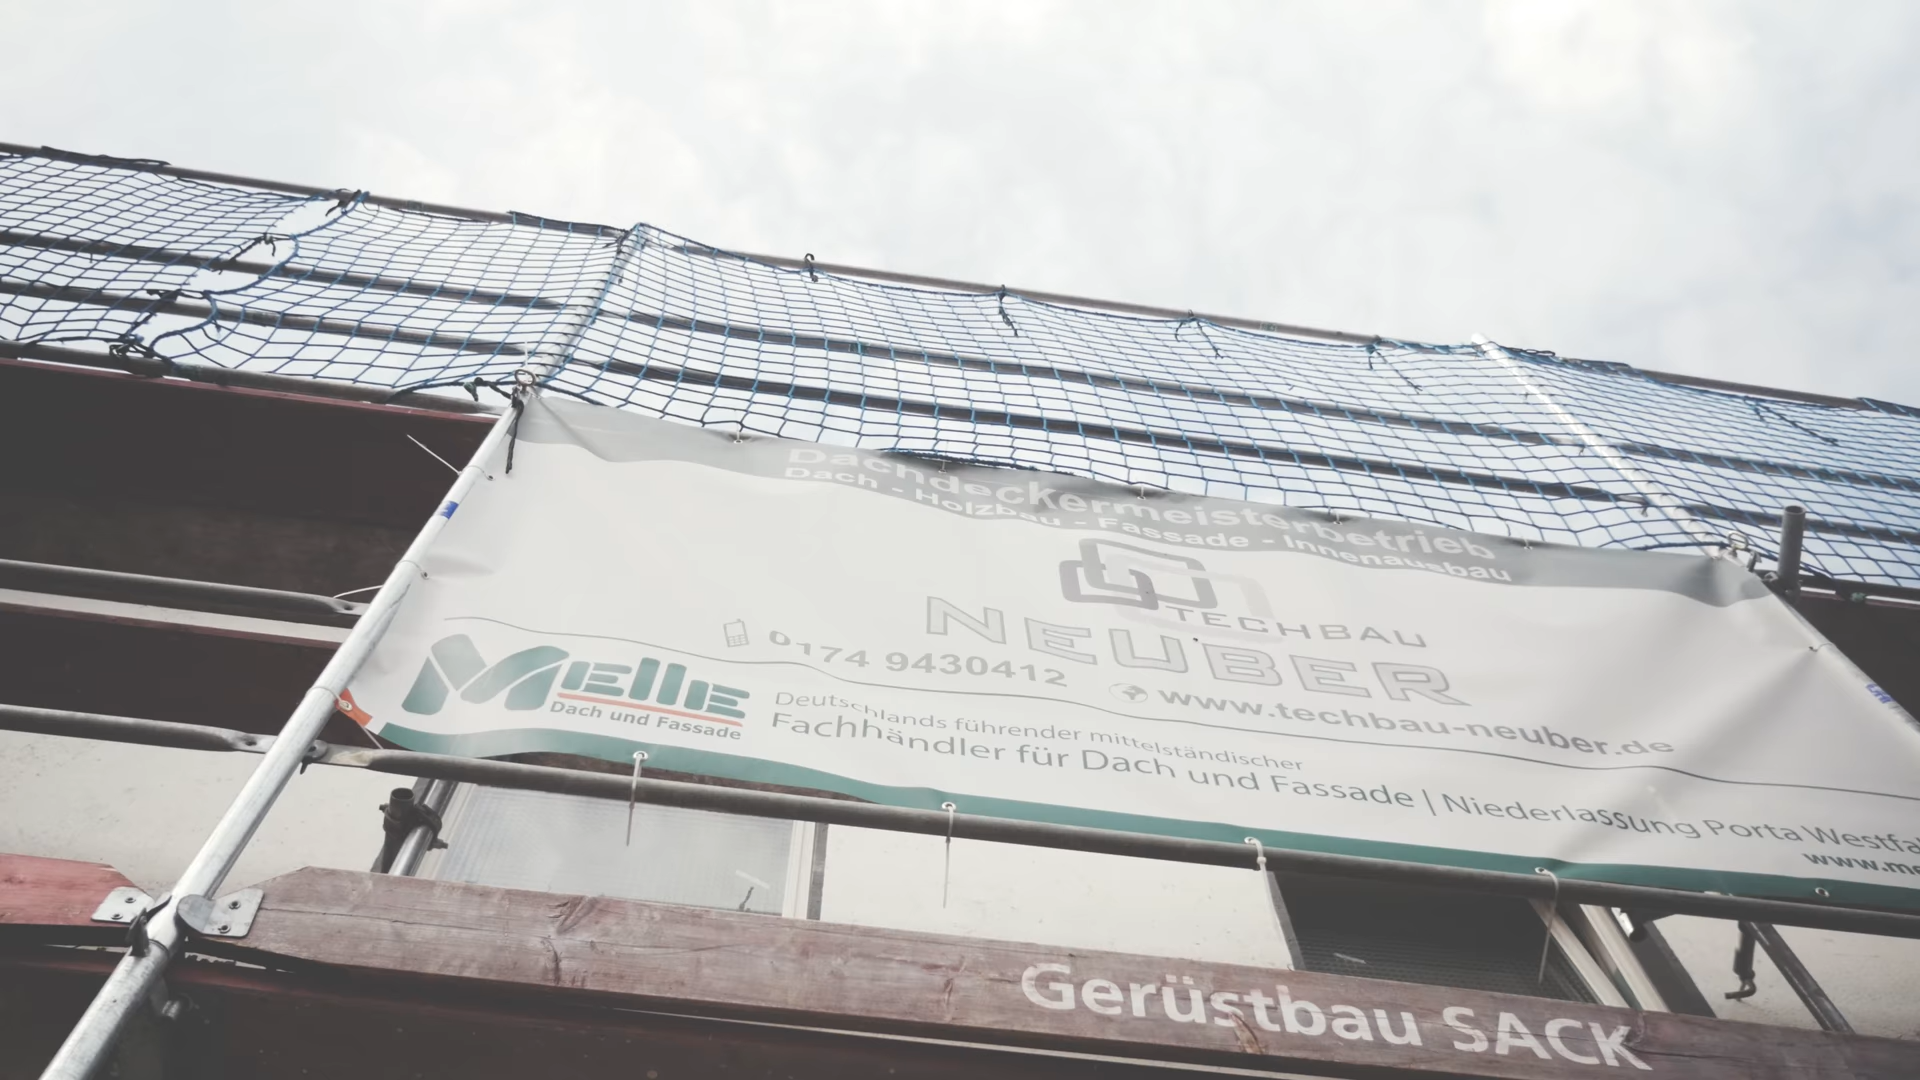 Dachdeckermeisterbetrieb
Dach - Holzbau - Fassade - Innenausbau
TECHBAU
NEUBER
0174 9430412
www.techbau-neuber.de
Melle
Dach und Fassade
Deutschlands führender mittelständischer
Fachhändler für Dach und Fassade | Niederlassung Porta
Gerüstbau SACK